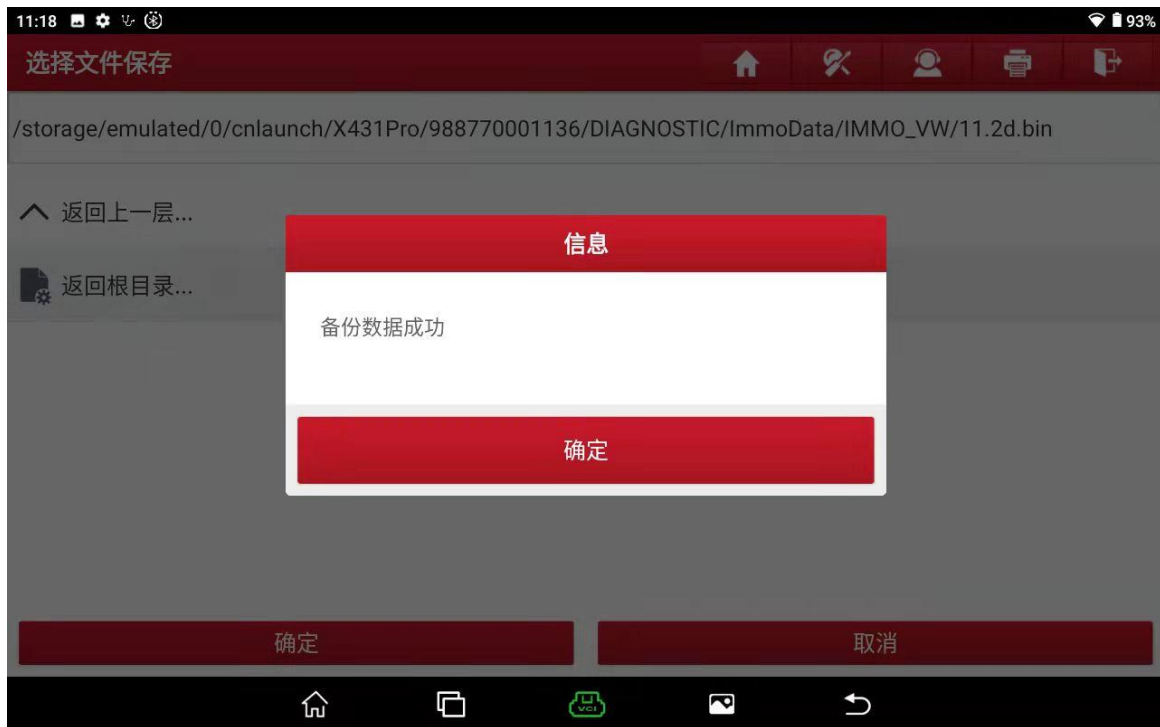 11:18
93%
选择文件保存
/storage/emulated/0/cnlaunch/X431Pro/988770001136/DIAGNOSTIC/ImmoData/IMMO_VW/11.2d.bin
返回上一层...
返回根目录...
信息
备份数据成功
确定
确定
取消
VCI